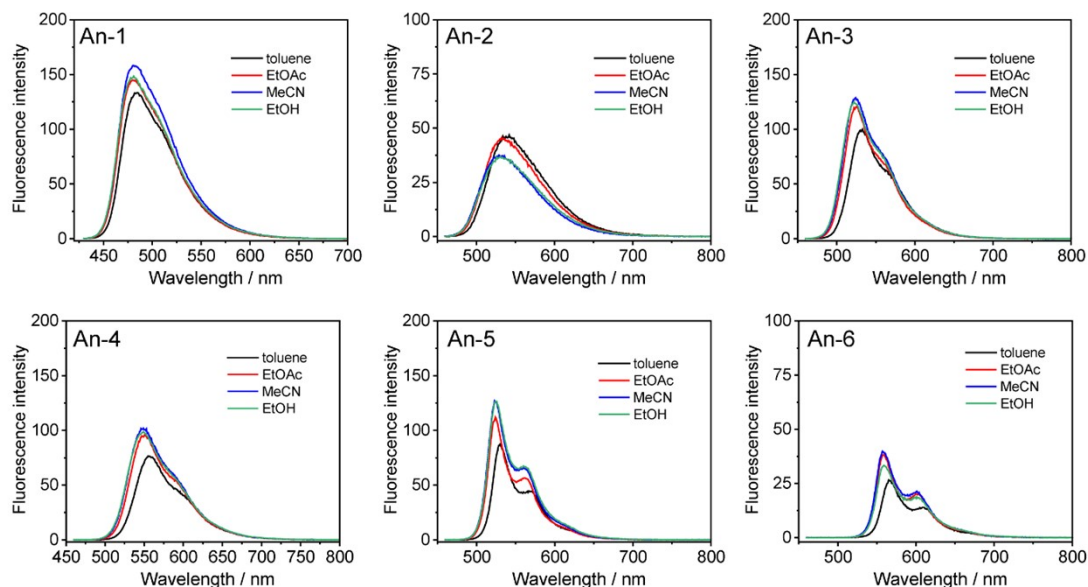 An-1
toluene
EtOAc
MeCN
EtOH
Fluorescence intensity
200
150
100
50
0
450 500 550 600 650 700
Wavelength / nm
An-2
toluene
EtOAc
MeCN
EtOH
Fluorescence intensity
100
75
50
25
0
500 550 600 650 700 750 800
Wavelength / nm
An-3
toluene
EtOAc
MeCN
EtOH
Fluorescence intensity
200
150
100
50
0
500 600 700 800
Wavelength / nm
An-4
toluene
EtOAc
MeCN
EtOH
Fluorescence intensity
200
150
100
50
0
450 500 550 600 650 700 750 800
Wavelength / nm
An-5
toluene
EtOAc
MeCN
EtOH
Fluorescence intensity
200
150
100
50
0
500 600 700 800
Wavelength / nm
An-6
toluene
EtOAc
MeCN
EtOH
Fluorescence intensity
100
75
50
25
0
500 600 700 800
Wavelength / nm